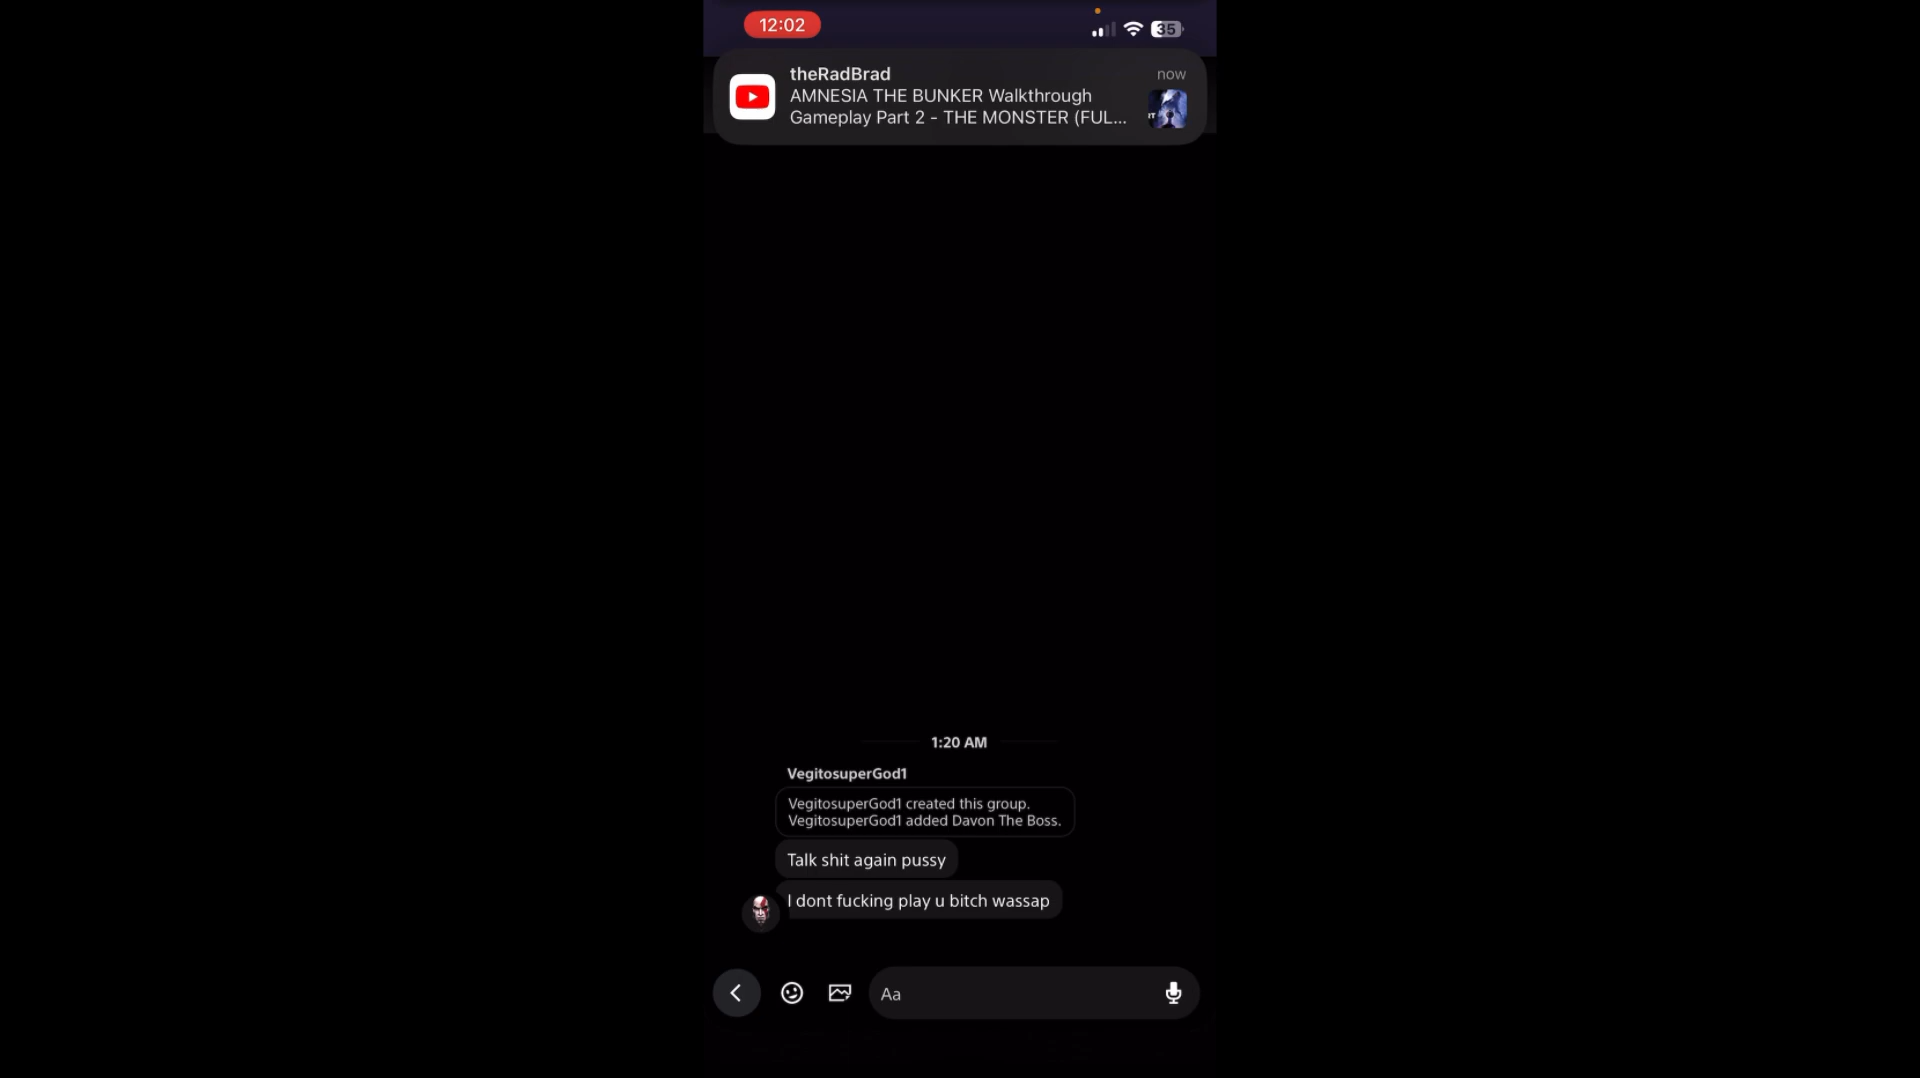 12:02
35
theRadBrad
now
AMNESIA THE BUNKER Walkthrough
Gameplay Part 2 - THE MONSTER (FUL...
1:20 AM
VegitosuperGod1
VegitosuperGod1 created this group.
VegitosuperGod1 added Davon The Boss.
Talk shit again pussy
I dont fucking play u bitch wassap
Aa